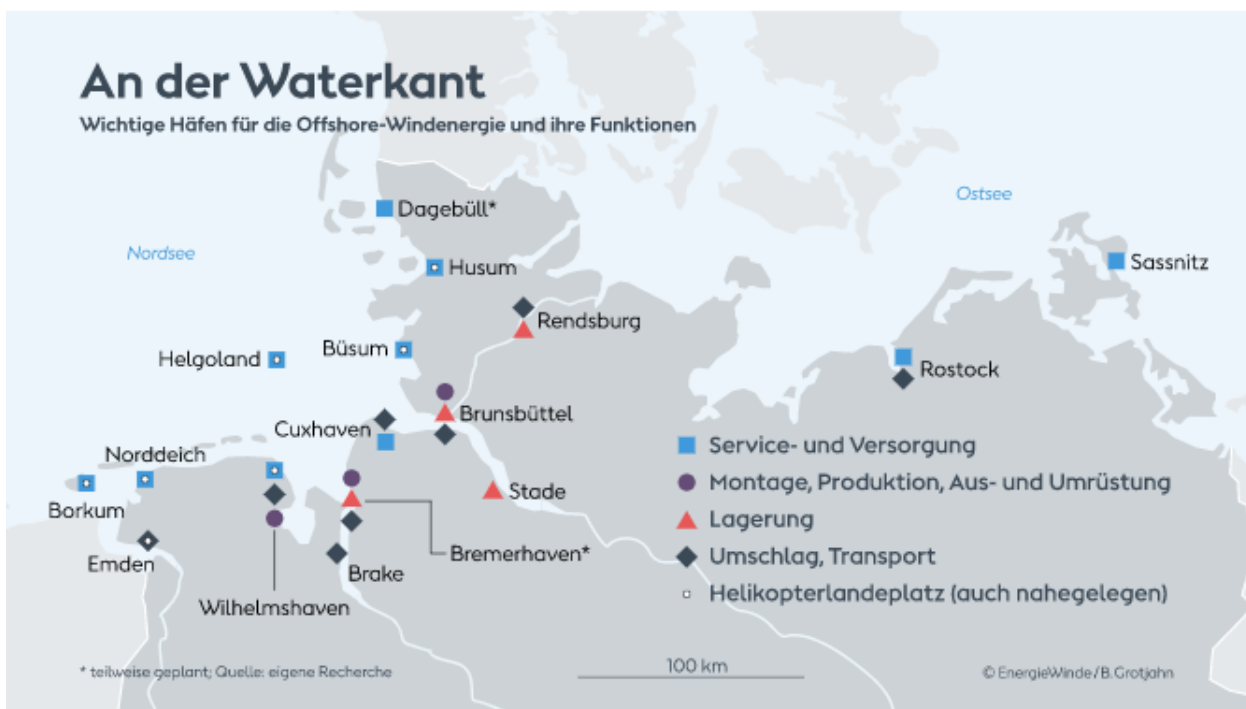 An der Waterkant
Wichtige Häfen für die Offshore-Windenergie und ihre Funktionen
Ostsee
Dagebüll*
Nordsee
Husum
Sassnitz
Rendsburg
Büsum
Helgoland
Rostock
Brunsbüttel
Cuxhaven
Norddeich
Stade
Borkum
Bremerhaven*
Emden
Brake
Wilhelmshaven
Service- und Versorgung
Montage, Produktion, Aus- und Umrüstung
Lagerung
Umschlag, Transport
Helikopterlandeplatz (auch nahegelegen)
* teilweise geplant; Quelle: eigene Recherche
100 km
© EnergieWinde/B.Grotjahn